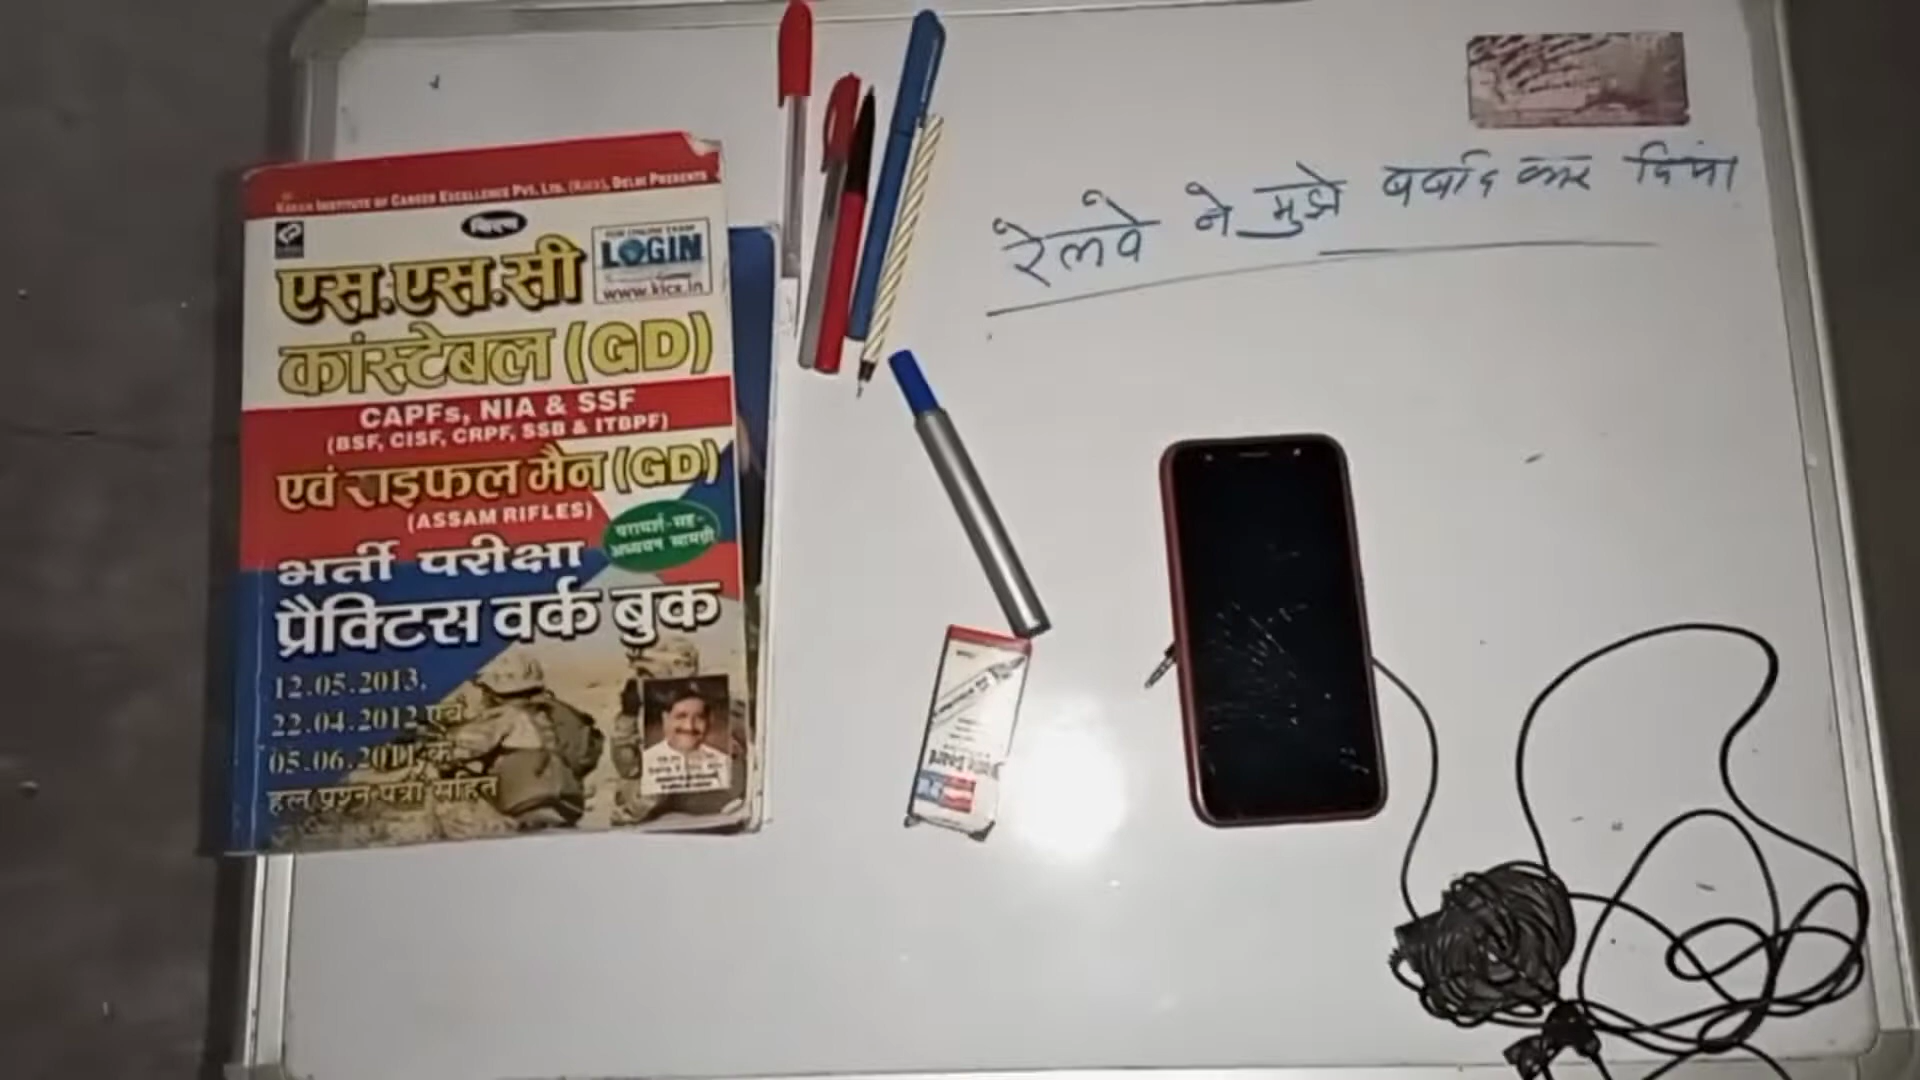 KIRAN INSTITUTE OF CAREER EXCELLENCE PVT. LTD. (KICX), DELHI PRESENTS
किरण
FOR ONLINE EXAM
LOGIN
www.kicx.in
एस.एस.सी
कांस्टेबल (GD)
CAPFs, NIA & SSF
(BSF, CISF, CRPF, SSB & ITBPF)
एवं राइफल मैन (GD)
(ASSAM RIFLES)
परामर्श-सह-
अध्ययन सामग्री
भर्ती परीक्षा
प्रैक्टिस वर्क बुक
12.05.2013,
22.04.2012 एवं
05.06.2011 के
हल प्रश्न-पत्रों सहित
रेलवे ने मुझे बर्बाद कर दिया